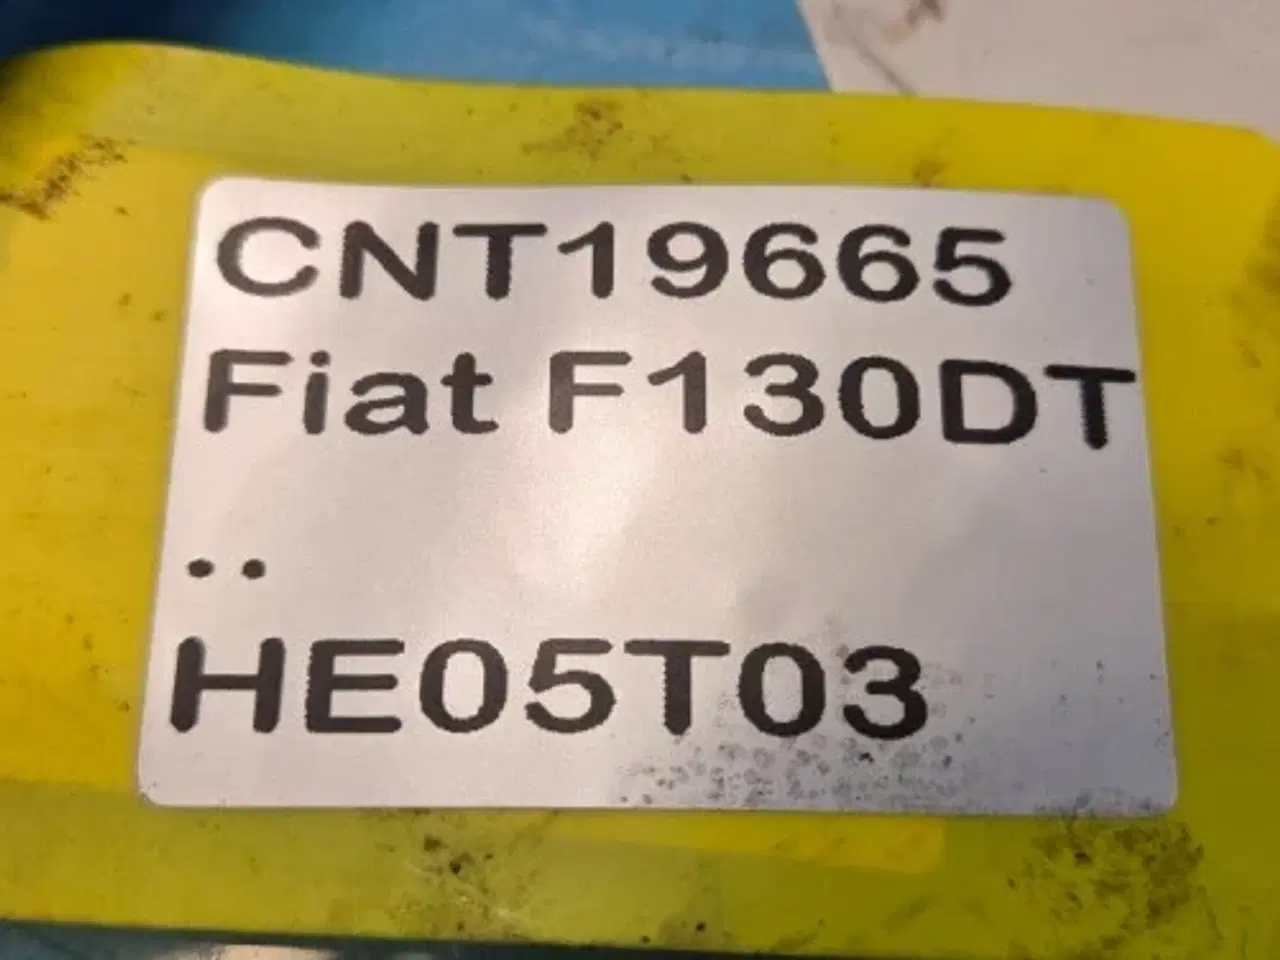 CNT19665
Fiat F130DT
..
HE05T03